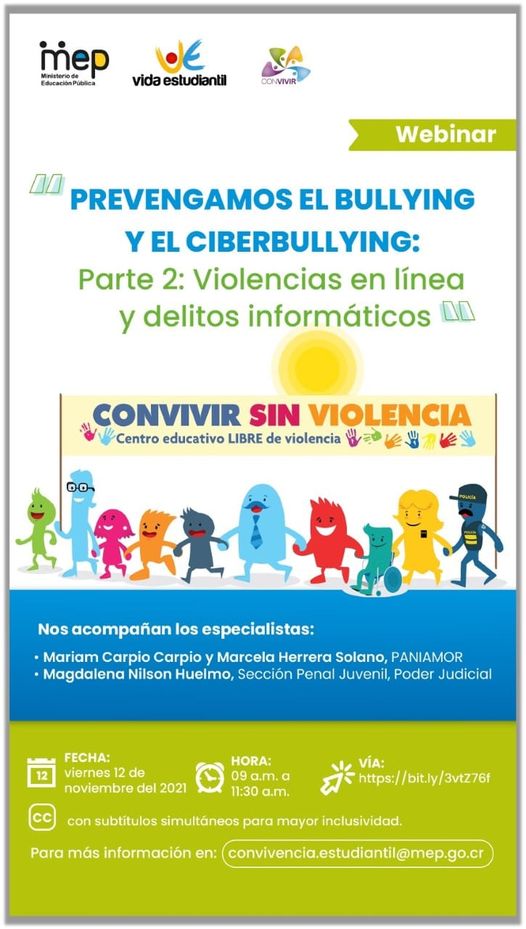 mep
Ministerio de
Educación Pública
vida estudiantil
CONVIVIR
Webinar
PREVENGAMOS EL BULLYING
Y EL CIBERBULLYING:
Parte 2: Violencias en línea
y delitos informáticos
CONVIVIR SIN VIOLENCIA
Centro educativo LIBRE de violencia
POLICÍA
POLICÍA
Nos acompañan los especialistas:
• Mariam Carpio Carpio y Marcela Herrera Solano, PANIAMOR
• Magdalena Nilson Huelmo, Sección Penal Juvenil, Poder Judicial
12
FECHA:
viernes 12 de
noviembre del 2021
HORA:
09 a.m. a
11:30 a.m.
VÍA:
https://bit.ly/3vtZ76f
CC
con subtítulos simultáneos para mayor inclusividad.
Para más información en: convivencia.estudiantil@mep.go.cr